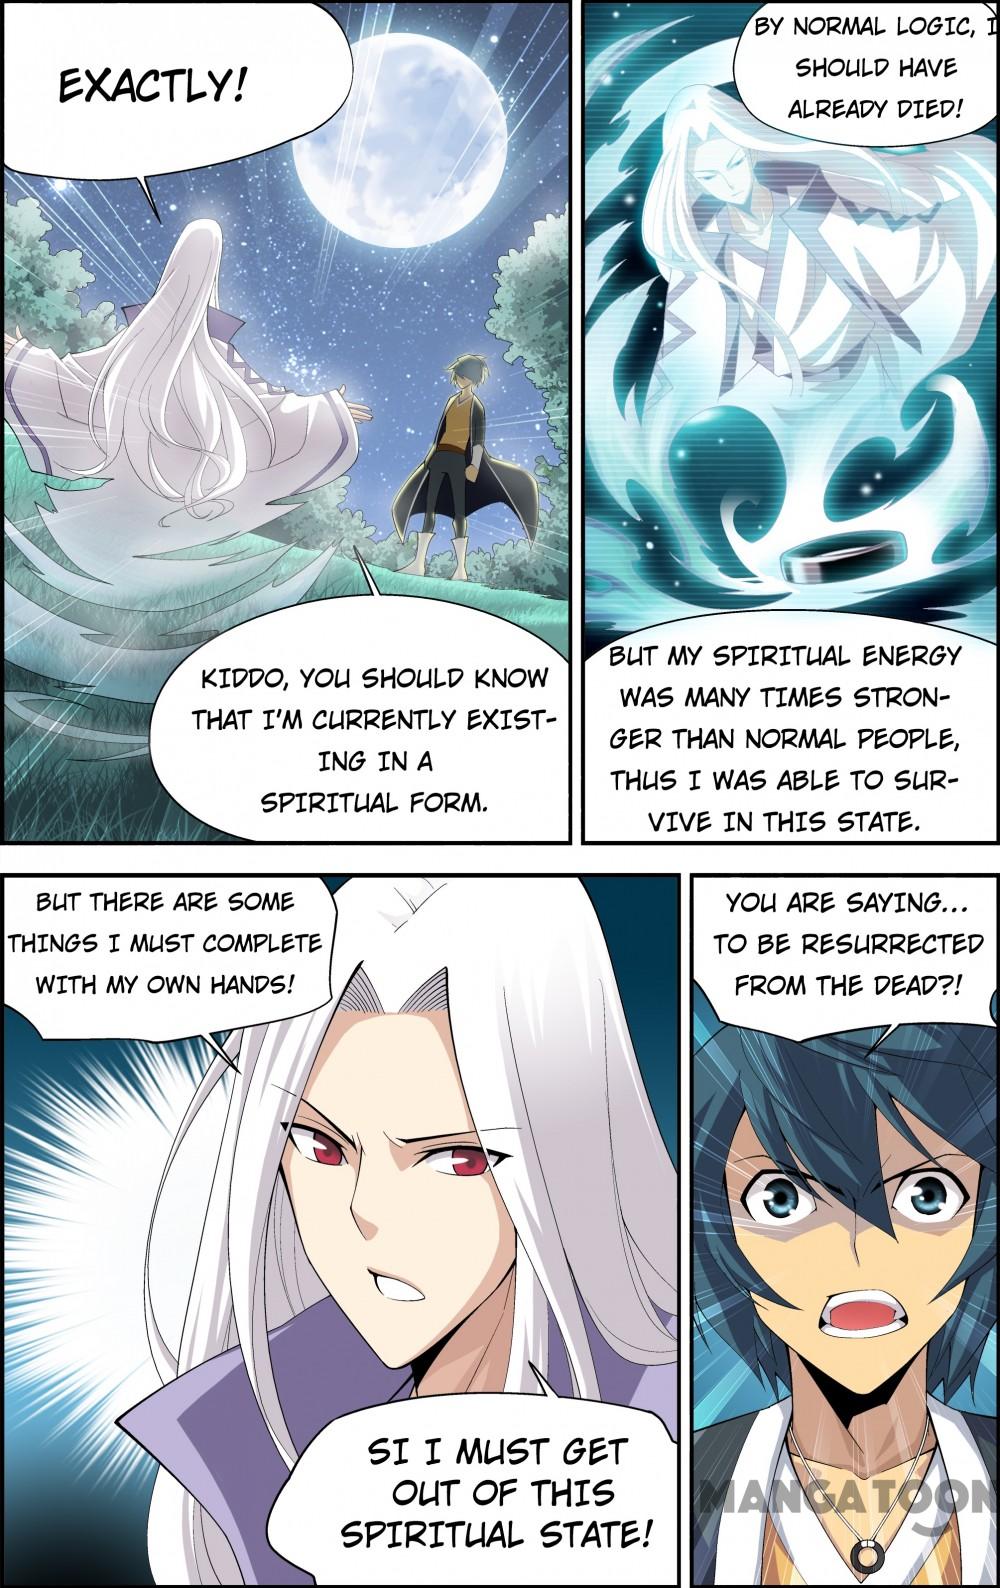 EXACTLY!
KIDDO, YOU SHOULD KNOW
THAT I'M CURRENTLY EXIST-
ING IN A
SPIRITUAL FORM.
BY NORMAL LOGIC, I
SHOULD HAVE
ALREADY DIED!
BUT MY SPIRITUAL ENERGY
WAS MANY TIMES STRON-
GER THAN NORMAL PEOPLE,
THUS I WAS ABLE TO SUR-
VIVE IN THIS STATE.
BUT THERE ARE SOME
THINGS I MUST COMPLETE
WITH MY OWN HANDS!
SI I MUST GET
OUT OF THIS
SPIRITUAL STATE!
YOU ARE SAYING...
TO BE RESURRECTED
FROM THE DEAD?!
MANGATOON